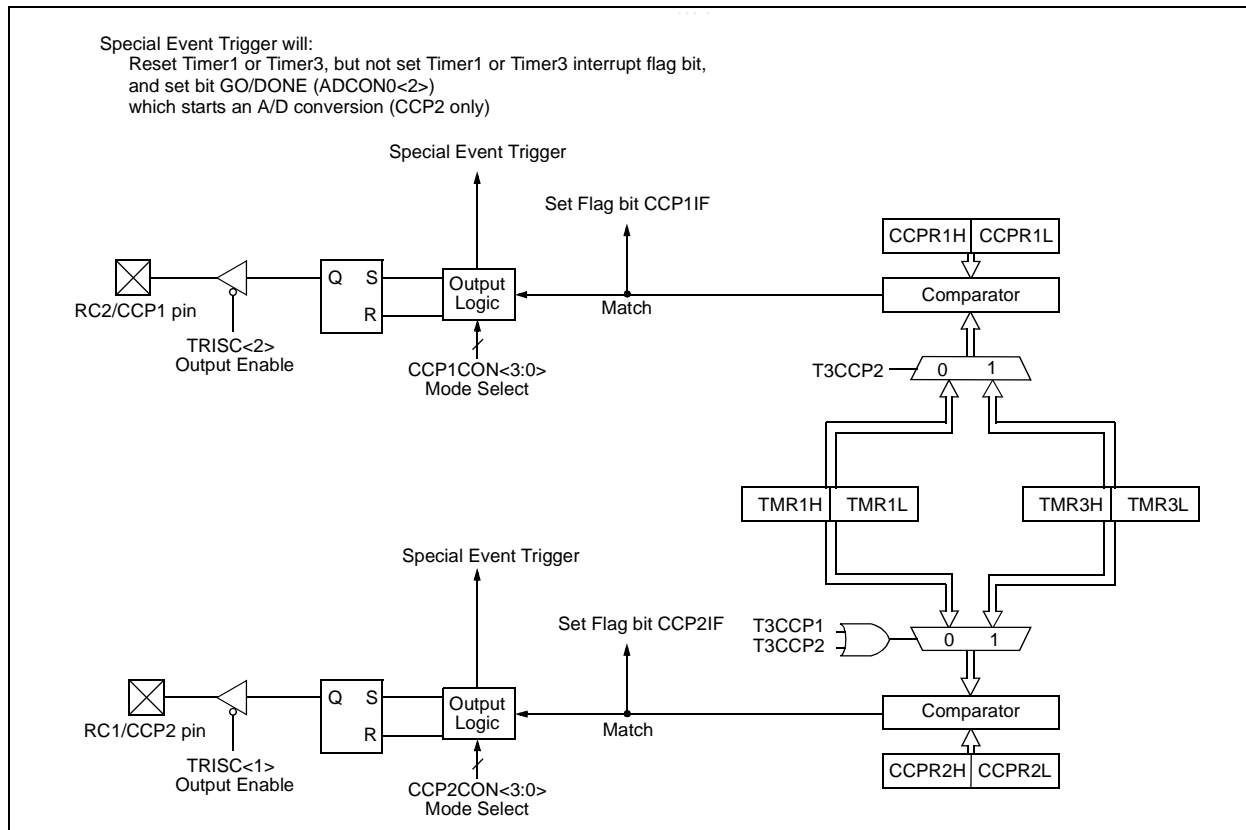 Special Event Trigger will:
Reset Timer1 or Timer3, but not set Timer1 or Timer3 interrupt flag bit,
and set bit GO/DONE (ADCON0<2>)
which starts an A/D conversion (CCP2 only)
Special Event Trigger
Set Flag bit CCP1IF
CCPR1H CCPR1L
Q S
R
Output
Logic
Comparator
RC2/CCP1 pin
Match
TRISC<2>
Output Enable
CCP1CON<3:0>
Mode Select
T3CCP2
0 1
TMR1H TMR1L
TMR3H TMR3L
Special Event Trigger
Set Flag bit CCP2IF
T3CCP1
T3CCP2
0 1
Q S
R
Output
Logic
Comparator
RC1/CCP2 pin
Match
TRISC<1>
Output Enable
CCP2CON<3:0>
Mode Select
CCPR2H CCPR2L